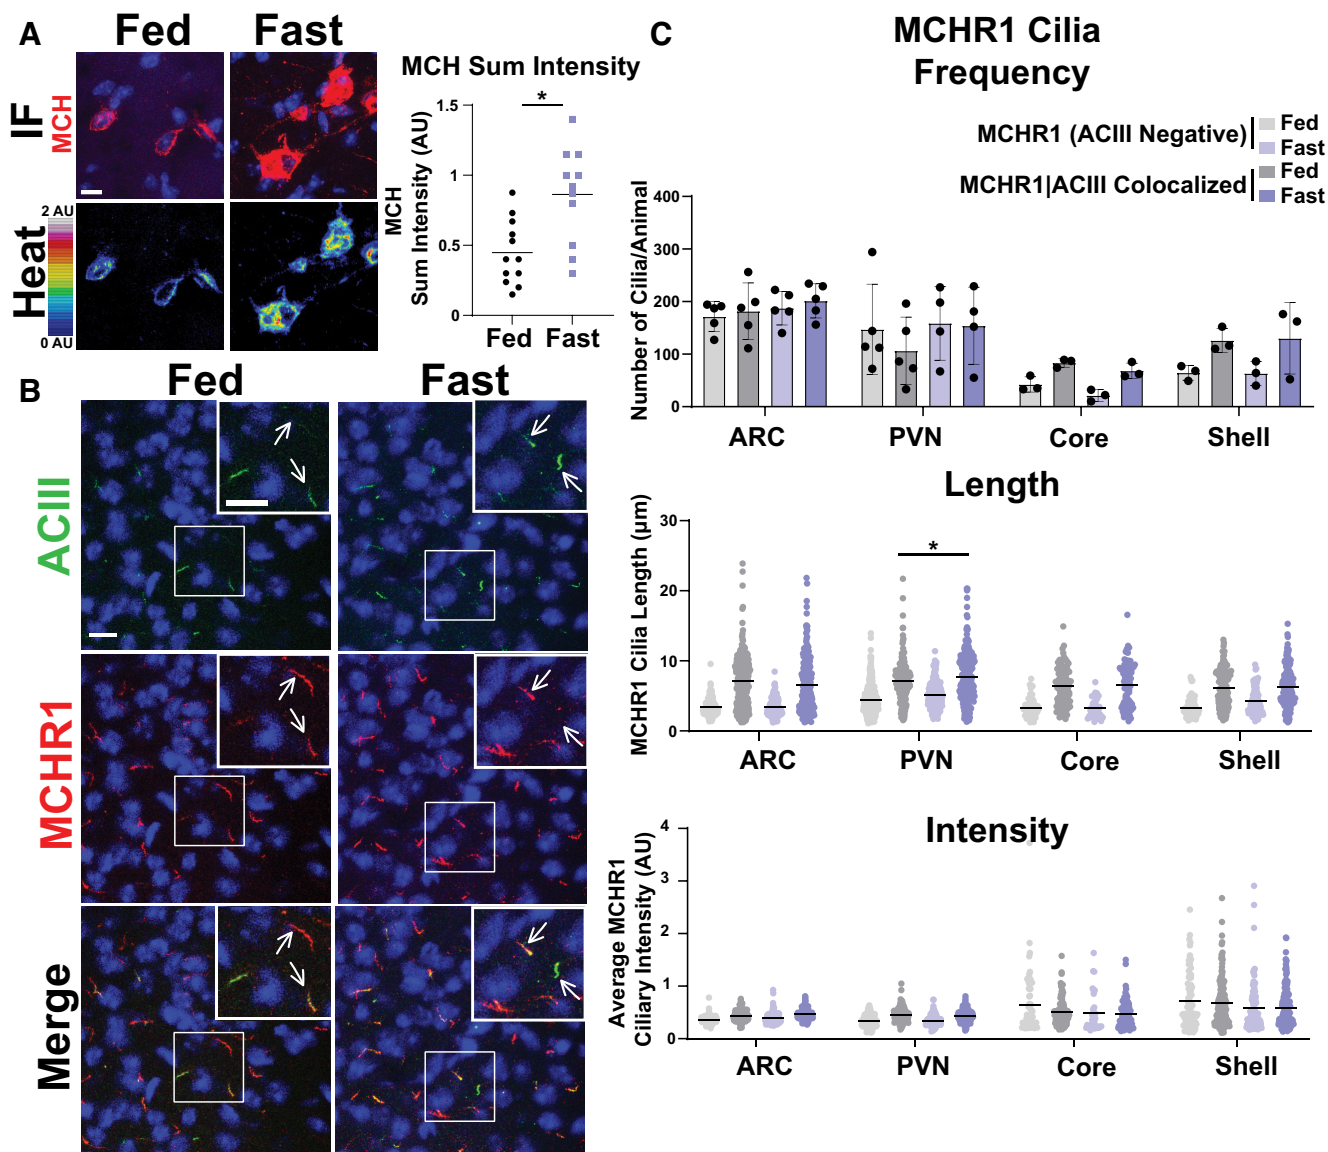 A
Fed
Fast
IF
MCH
Heat
2 AU
0 AU
MCH Sum Intensity
*
MCH
Sum Intensity (AU)
1.5
1
0.5
0
Fed
Fast
B
Fed
Fast
ACIII
MCHR1
Merge
C
MCHR1 Cilia
Frequency
MCHR1 (ACIII Negative)
Fed
Fast
MCHR1|ACIII Colocalized
Fed
Fast
Number of Cilia/Animal
400
300
200
100
0
ARC
PVN
Core
Shell
Length
MCHR1 Cilia Length (μm)
30
20
10
0
*
ARC
PVN
Core
Shell
Intensity
Average MCHR1
Ciliary Intensity (AU)
4
3
2
1
0
ARC
PVN
Core
Shell